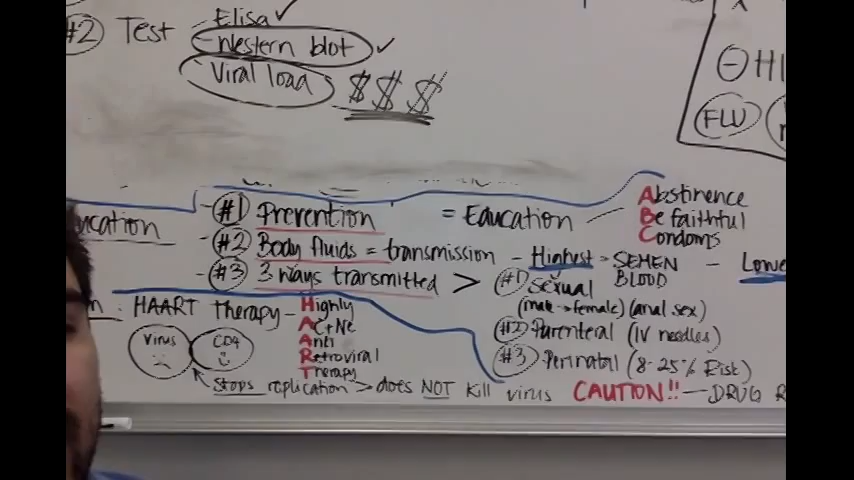 #2 Test - Elisa ✓
- Western blot ✓
Viral load $ $ $
⊖ HI
FLU
ucation
- #1 Prevention = Education - Abstinence
Be faithful
Condoms
- #2 Body fluids = transmission - Highest = SEMEN - Lowe
BLOOD
- #3 3 ways transmitted > #1 Sexual
(male → female) (anal sex)
#2 Parenteral (IV needles)
#3 Perinatal (8-25% Risk)
HAART Therapy - Highly
Active
Anti
Retroviral
Therapy
Virus CD4
Stops replication > does NOT kill virus CAUTION!! - DRUG R